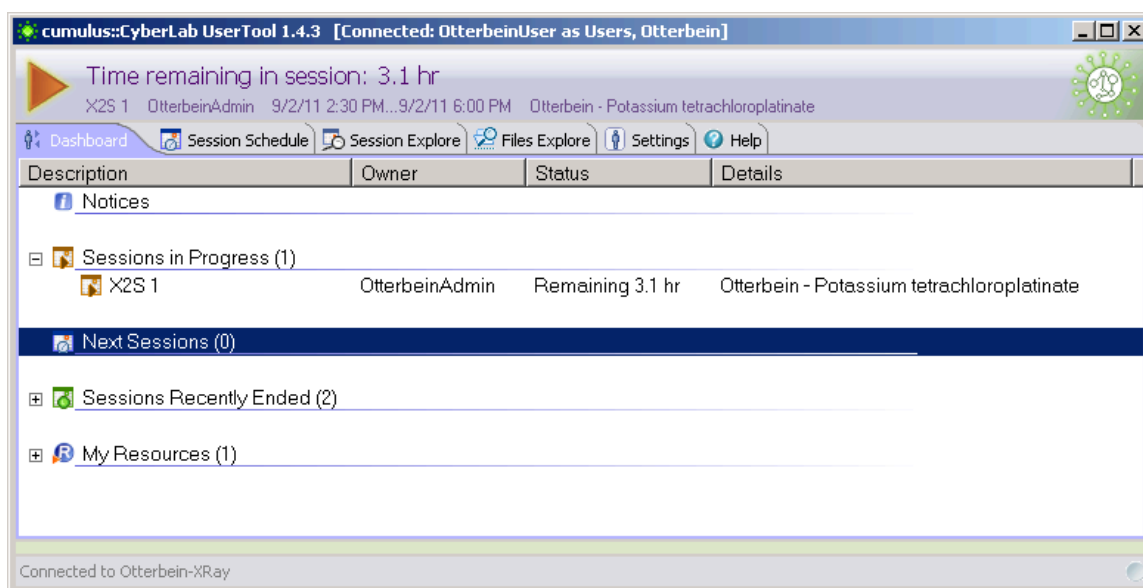 cumulus::CyberLab UserTool 1.4.3 [Connected: OtterbeinUser as Users, Otterbein]
Time remaining in session: 3.1 hr
X2S 1 OtterbeinAdmin 9/2/11 2:30 PM...9/2/11 6:00 PM Otterbein - Potassium tetrachloroplatinate
Dashboard Session Schedule Session Explore Files Explore Settings Help
Description Owner Status Details
Notices
Sessions in Progress (1)
X2S 1 OtterbeinAdmin Remaining 3.1 hr Otterbein - Potassium tetrachloroplatinate
Next Sessions (0)
Sessions Recently Ended (2)
My Resources (1)
Connected to Otterbein-XRay